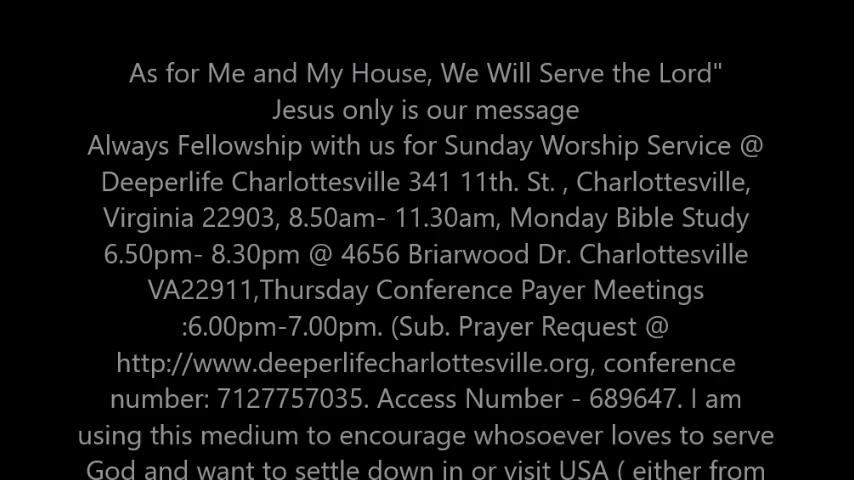 As for Me and My House, We Will Serve the Lord"
Jesus only is our message
Always Fellowship with us for Sunday Worship Service @
Deeperlife Charlottesville 341 11th. St. , Charlottesville,
Virginia 22903, 8.50am- 11.30am, Monday Bible Study
6.50pm- 8.30pm @ 4656 Briarwood Dr. Charlottesville
VA22911,Thursday Conference Payer Meetings
:6.00pm-7.00pm. (Sub. Prayer Request @
http://www.deeperlifecharlottesville.org, conference
number: 7127757035. Access Number - 689647. I am
using this medium to encourage whosoever loves to serve
God and want to settle down in or visit USA ( either from